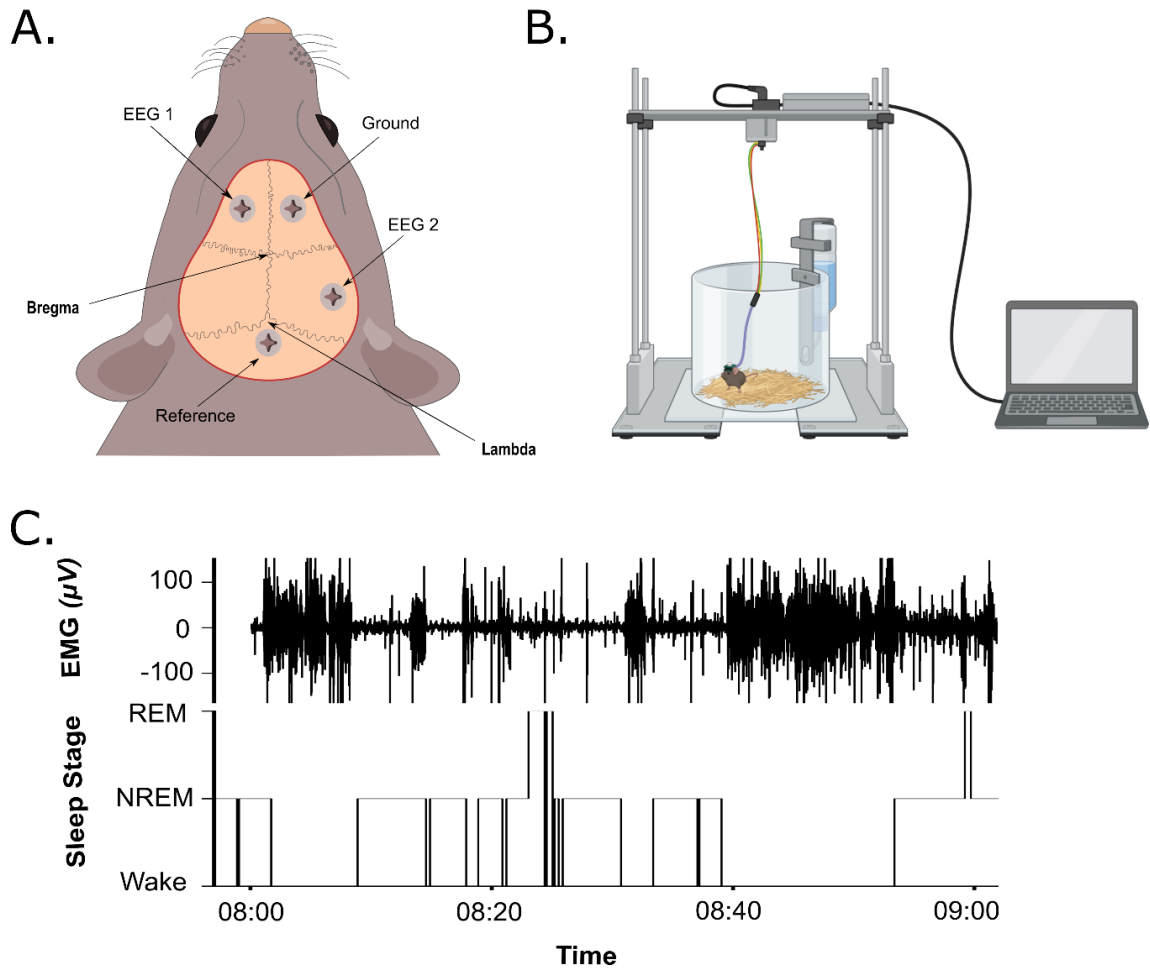 A.
B.
EEG 1
Ground
EEG 2
Bregma
Reference
Lambda
C.
EMG (µV)
100
0
-100
Sleep Stage
REM
NREM
Wake
08:00
08:20
08:40
09:00
Time